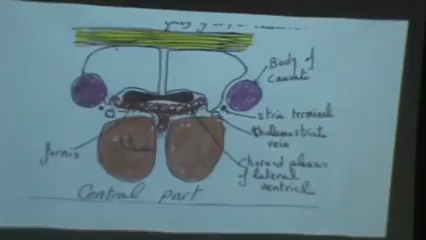 Body of
Caudate
stria terminal
thalamostriate
vein
Choroid plexus
of lateral
ventricle
fornix
Central part